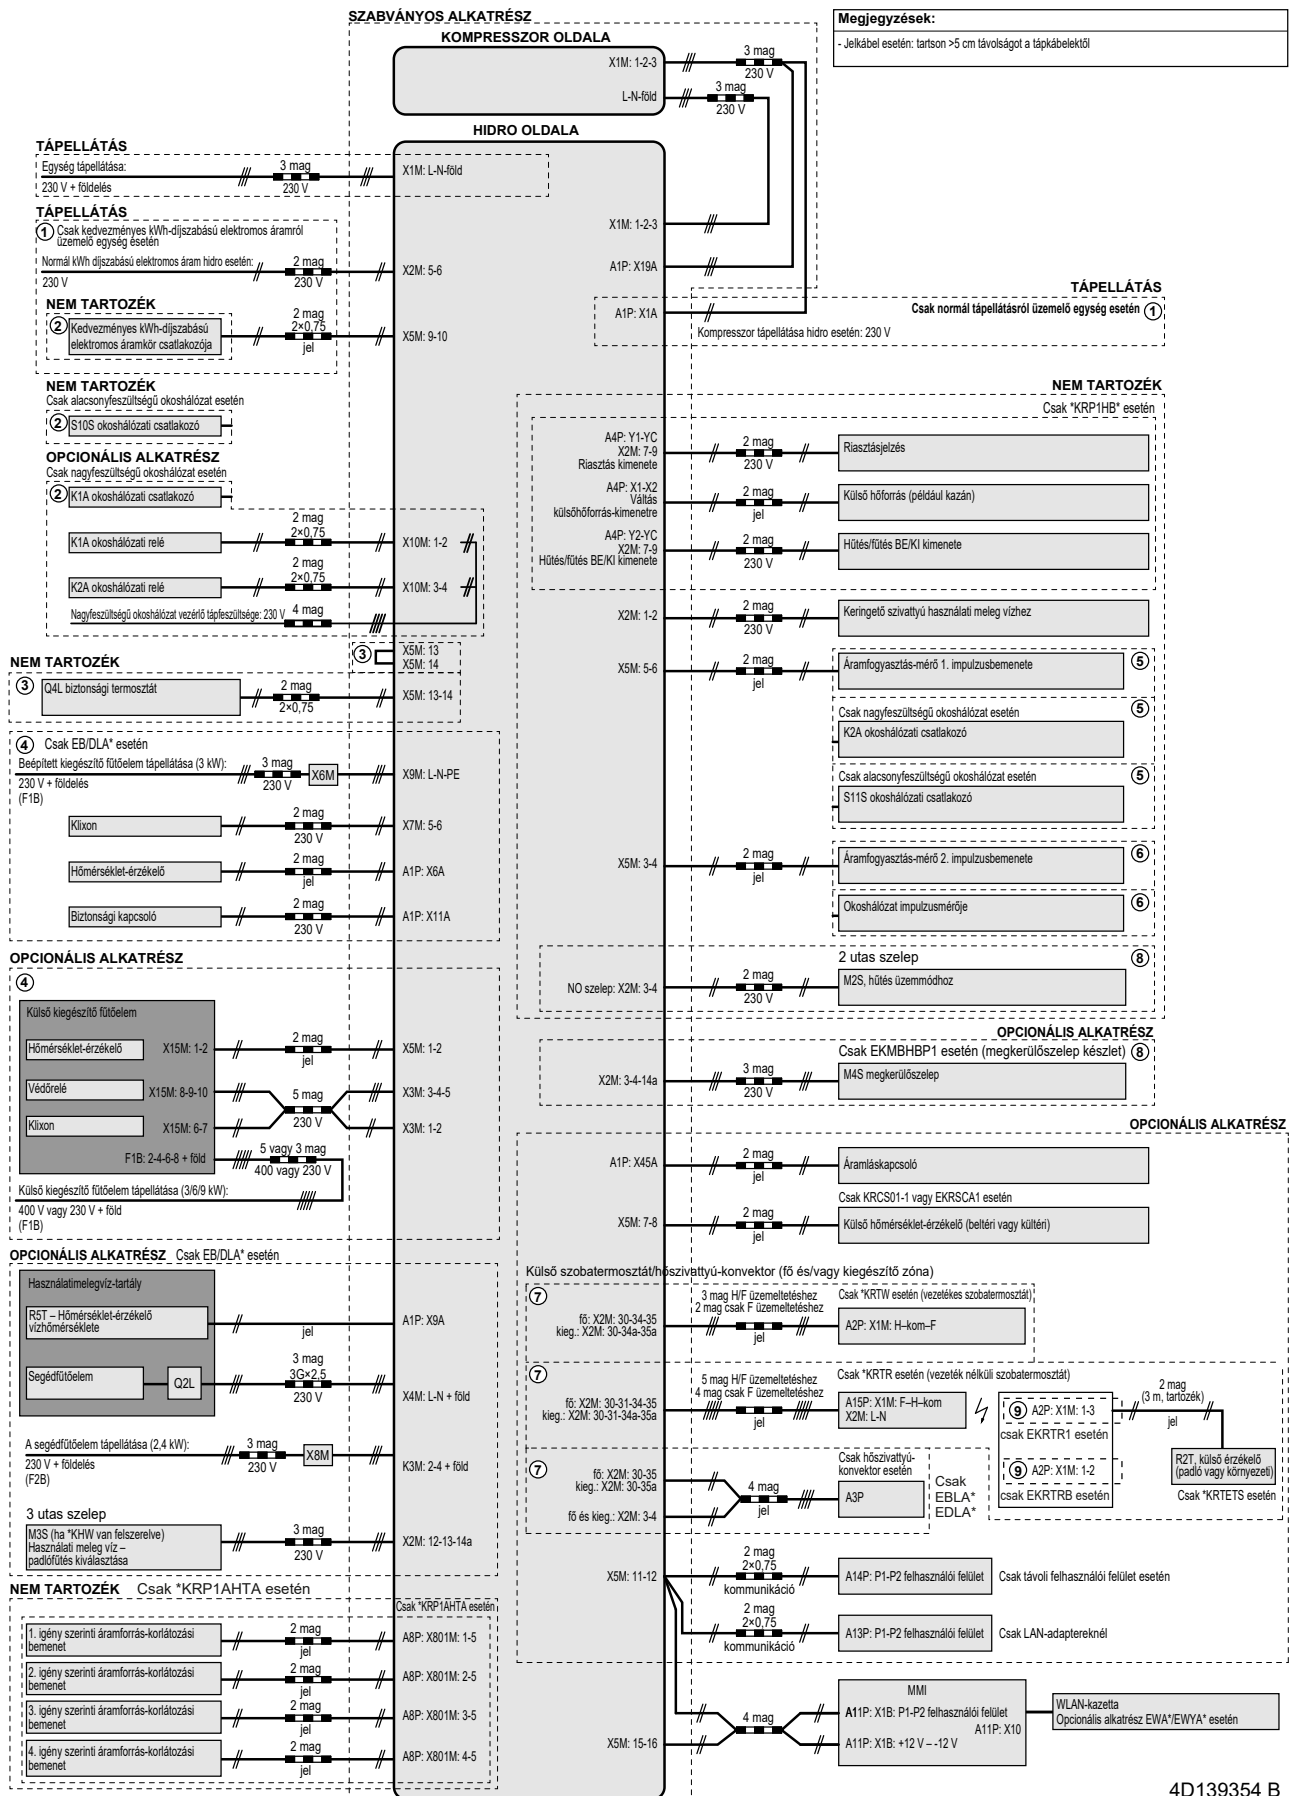 SZABVÁNYOS ALKATRÉSZ
KOMPRESSZOR OLDALA
X1M: 1-2-3
3 mag
230 V
L-N-föld
3 mag
230 V
Megjegyzések:
- Jelkábel esetén: tartson >5 cm távolságot a tápkábelektől
HIDRO OLDALA
TÁPELLÁTÁS
Egység tápellátása:
230 V + földelés
3 mag
230 V
X1M: L-N-föld
TÁPELLÁTÁS
1 Csak kedvezményes kWh-díjszabású elektromos áramról
üzemelő egység esetén
Normál kWh díjszabású elektromos áram hidro esetén:
230 V
2 mag
230 V
X2M: 5-6
NEM TARTOZÉK
2 Kedvezményes kWh-díjszabású
elektromos áramkör csatlakozója
2 mag
2×0,75
jel
X5M: 9-10
X1M: 1-2-3
A1P: X19A
A1P: X1A
TÁPELLÁTÁS
Csak normál tápellátásról üzemelő egység esetén 1
Kompresszor tápellátása hidro esetén: 230 V
NEM TARTOZÉK
Csak alacsonyfeszültségű okoshálózat esetén
2 S10S okoshálózati csatlakozó
OPCIONÁLIS ALKATRÉSZ
Csak nagyfeszültségű okoshálózat esetén
2 K1A okoshálózati csatlakozó
K1A okoshálózati relé
2 mag
2×0,75
X10M: 1-2
K2A okoshálózati relé
2 mag
2×0,75
X10M: 3-4
Nagyfeszültségű okoshálózat vezérlő tápfeszültsége: 230 V
4 mag
3
X5M: 13
X5M: 14
NEM TARTOZÉK
3 Q4L biztonsági termosztát
2 mag
2×0,75
X5M: 13-14
4 Csak EB/DLA* esetén
Beépített kiegészítő fűtőelem tápellátása (3 kW):
230 V + földelés
(F1B)
3 mag
230 V
X6M
X9M: L-N-PE
Klixon
2 mag
230 V
X7M: 5-6
Hőmérséklet-érzékelő
2 mag
jel
A1P: X6A
Biztonsági kapcsoló
2 mag
230 V
A1P: X11A
OPCIONÁLIS ALKATRÉSZ
4
Külső kiegészítő fűtőelem
Hőmérséklet-érzékelő
X15M: 1-2
2 mag
jel
X5M: 1-2
Védőrelé
X15M: 8-9-10
5 mag
230 V
X3M: 3-4-5
Klixon
X15M: 6-7
X3M: 1-2
F1B: 2-4-6-8 + föld
5 vagy 3 mag
400 vagy 230 V
Külső kiegészítő fűtőelem tápellátása (3/6/9 kW):
400 V vagy 230 V + föld
(F1B)
OPCIONÁLIS ALKATRÉSZ Csak EB/DLA* esetén
Használatimelegvíz-tartály
R5T – Hőmérséklet-érzékelő
vízhőmérséklete
jel
A1P: X9A
Segédfűtőelem
Q2L
3 mag
3G×2,5
230 V
X4M: L-N + föld
A segédfűtőelem tápellátása (2,4 kW):
230 V + földelés
(F2B)
3 mag
230 V
X8M
K3M: 2-4 + föld
3 utas szelep
M3S (ha *KHW van felszerelve)
Használati meleg víz –
padlófűtés kiválasztása
3 mag
230 V
X2M: 12-13-14a
NEM TARTOZÉK Csak *KRP1AHTA esetén
Csak *KRP1AHTA esetén
1. igény szerinti áramforrás-korlátozási
bemenet
2 mag
jel
A8P: X801M: 1-5
2. igény szerinti áramforrás-korlátozási
bemenet
2 mag
jel
A8P: X801M: 2-5
3. igény szerinti áramforrás-korlátozási
bemenet
2 mag
jel
A8P: X801M: 3-5
4. igény szerinti áramforrás-korlátozási
bemenet
2 mag
jel
A8P: X801M: 4-5
NEM TARTOZÉK
Csak *KRP1HB* esetén
A4P: Y1-YC
X2M: 7-9
Riasztás kimenete
2 mag
230 V
Riasztásjelzés
A4P: X1-X2
Váltás
külsőhőforrás-kimenetre
2 mag
jel
Külső hőforrás (például kazán)
A4P: Y2-YC
X2M: 7-9
Hűtés/fűtés BE/KI kimenete
2 mag
230 V
Hűtés/fűtés BE/KI kimenete
X2M: 1-2
2 mag
230 V
Keringető szivattyú használati meleg vízhez
X5M: 5-6
2 mag
jel
Áramfogyasztás-mérő 1. impulzusbemenete
5
Csak nagyfeszültségű okoshálózat esetén
5
K2A okoshálózati csatlakozó
Csak alacsonyfeszültségű okoshálózat esetén
5
S11S okoshálózati csatlakozó
X5M: 3-4
2 mag
jel
Áramfogyasztás-mérő 2. impulzusbemenete
6
Okoshálózat impulzusmérője
6
2 utas szelep
8
NO szelep: X2M: 3-4
2 mag
230 V
M2S, hűtés üzemmódhoz
OPCIONÁLIS ALKATRÉSZ
Csak EKMBHBP1 esetén (megkerülőszelep készlet) 8
X2M: 3-4-14a
3 mag
230 V
M4S megkerülőszelep
OPCIONÁLIS ALKATRÉSZ
A1P: X45A
2 mag
jel
Áramláskapcsoló
Csak KRCS01-1 vagy EKRSCA1 esetén
X5M: 7-8
2 mag
jel
Külső hőmérséklet-érzékelő (beltéri vagy kültéri)
Külső szobatermosztát/hőszivattyú-konvektor (fő és/vagy kiegészítő zóna)
7
fő: X2M: 30-34-35
kieg.: X2M: 30-34a-35a
3 mag H/F üzemeltetéshez
2 mag csak F üzemeltetéshez
jel
Csak *KRTW esetén (vezetékes szobatermosztát)
A2P: X1M: H–kom–F
7
fő: X2M: 30-31-34-35
kieg.: X2M: 30-31-34a-35a
5 mag H/F üzemeltetéshez
4 mag csak F üzemeltetéshez
jel
Csak *KRTR esetén (vezeték nélküli szobatermosztát)
A15P: X1M: F–H–kom
X2M: L-N
9 A2P: X1M: 1-3
csak EKRTR1 esetén
9 A2P: X1M: 1-2
csak EKRTRB esetén
2 mag
(3 m, tartozék)
jel
R2T, külső érzékelő
(padló vagy környezeti)
Csak *KRTETS esetén
7
fő: X2M: 30-35
kieg.: X2M: 30-35a
fő és kieg.: X2M: 3-4
4 mag
jel
Csak hőszivattyú-
konvektor esetén
A3P
Csak
EBLA*
EDLA*
X5M: 11-12
2 mag
2×0,75
kommunikáció
A14P: P1-P2 felhasználói felület
Csak távoli felhasználói felület esetén
2 mag
2×0,75
kommunikáció
A13P: P1-P2 felhasználói felület
Csak LAN-adaptereknél
X5M: 15-16
4 mag
MMI
A11P: X1B: P1-P2 felhasználói felület
A11P: X10
A11P: X1B: +12 V – -12 V
WLAN-kazetta
Opcionális alkatrész EWA*/EWYA* esetén
4D139354 B